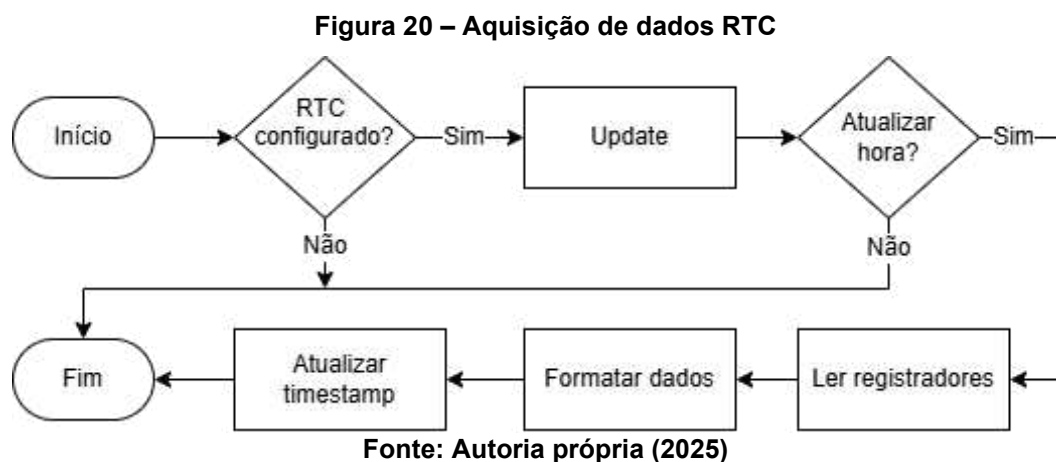 Figura 20 – Aquisição de dados RTC
Início
RTC
configurado?
Sim
Update
Atualizar
hora?
Sim
Não
Não
Fim
Atualizar
timestamp
Formatar dados
Ler registradores
Fonte: Autoria própria (2025)